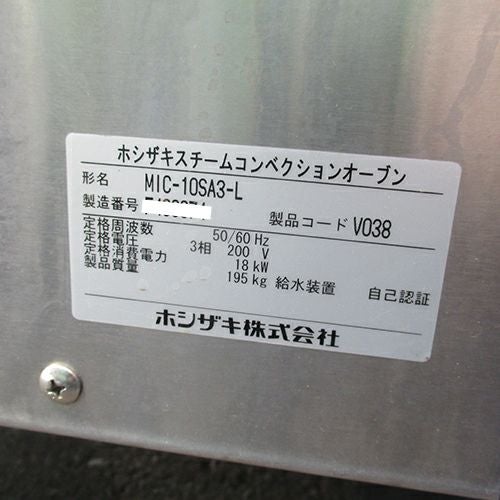 ホシザキスチームコンベクションオーブン
形名 MIC-10SA3-L
製造番号 製品コード V038
定格周波数 50/60 Hz
定格電圧 3相 200 V
定格消費電力 18 kW
製品質量 195 kg 給水装置 自己認証
ホシザキ株式会社